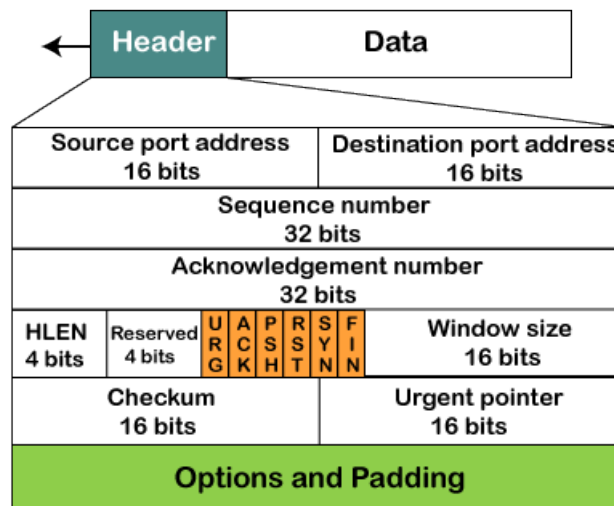 Header Data
Source port address Destination port address
16 bits 16 bits
Sequence number
32 bits
Acknowledgement number
32 bits
HLEN Reserved URG ACK PSH RST SYN FIN Window size
4 bits 4 bits 16 bits
Checkum Urgent pointer
16 bits 16 bits
Options and Padding